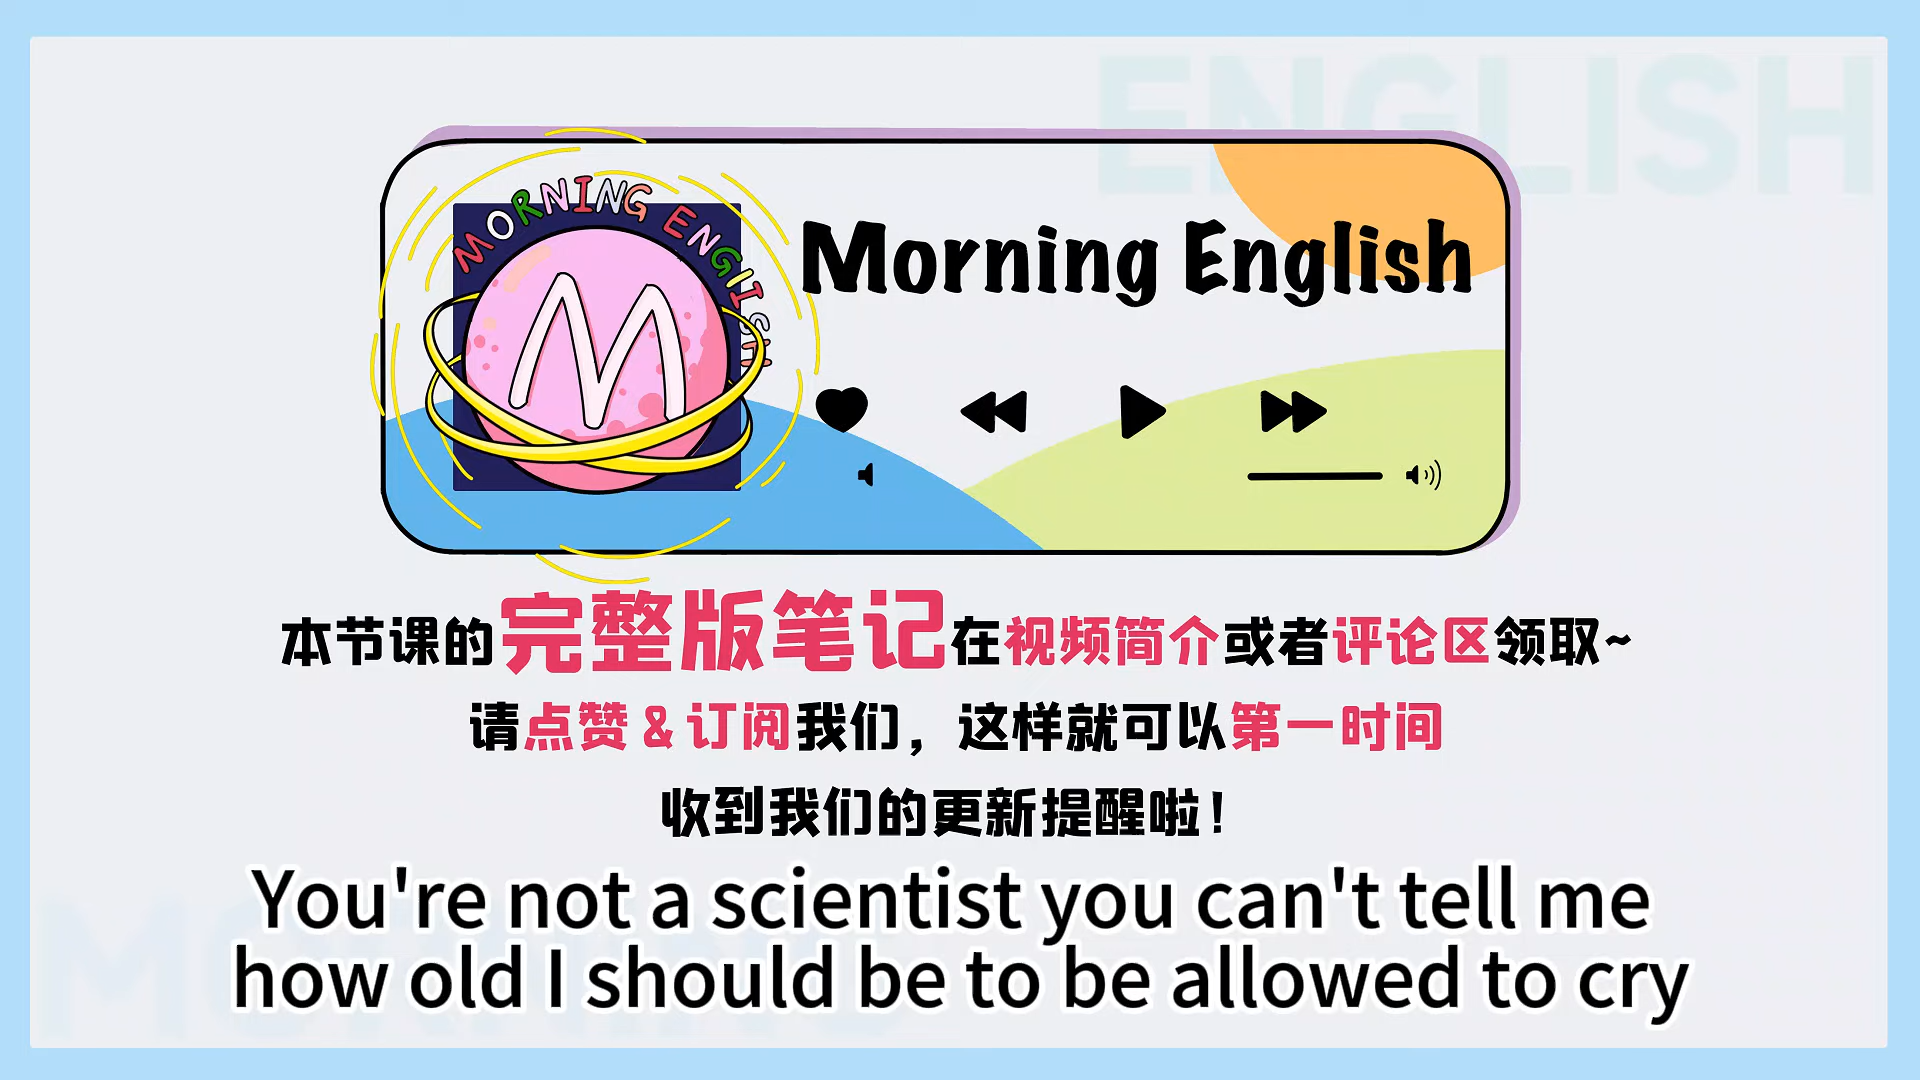 ENGLISH
MORNING ENGLISH
M
Morning English
本节课的完整版笔记在视频简介或者评论区领取~
请点赞&订阅我们，这样就可以第一时间
收到我们的更新提醒啦！
You're not a scientist you can't tell me
how old I should be to be allowed to cry
MORNING